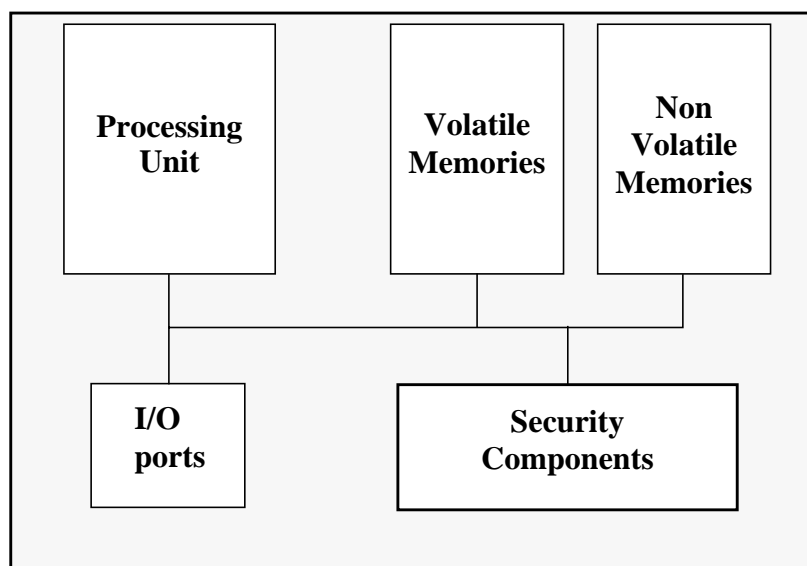 Processing
Unit
Volatile
Memories
Non
Volatile
Memories
I/O
ports
Security
Components